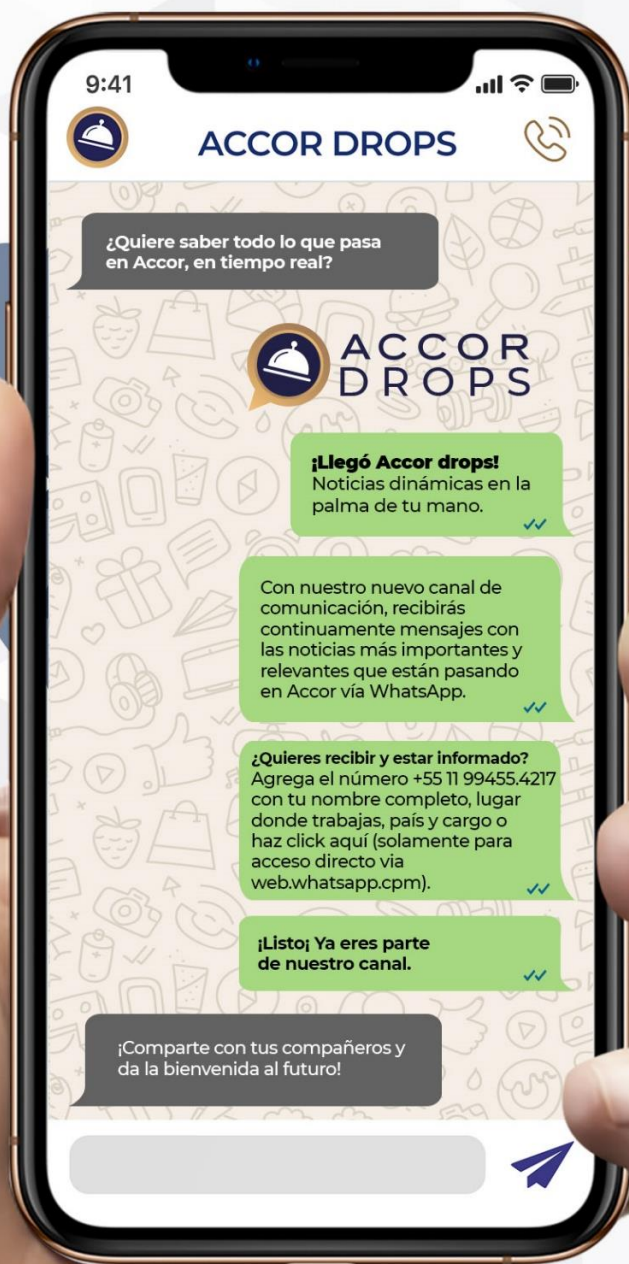 9:41
ACCOR DROPS
¿Quiere saber todo lo que pasa
en Accor, en tiempo real?
ACCOR
DROPS
¡Llegó Accor drops!
Noticias dinámicas en la
palma de tu mano.
Con nuestro nuevo canal de
comunicación, recibirás
continuamente mensajes con
las noticias más importantes y
relevantes que están pasando
en Accor vía WhatsApp.
¿Quieres recibir y estar informado?
Agrega el número +55 11 99455.4217
con tu nombre completo, lugar
donde trabajas, país y cargo o
haz click aquí (solamente para
acceso directo via
web.whatsapp.cpm).
¡Listo¡ Ya eres parte
de nuestro canal.
¡Comparte con tus compañeros y
da la bienvenida al futuro!